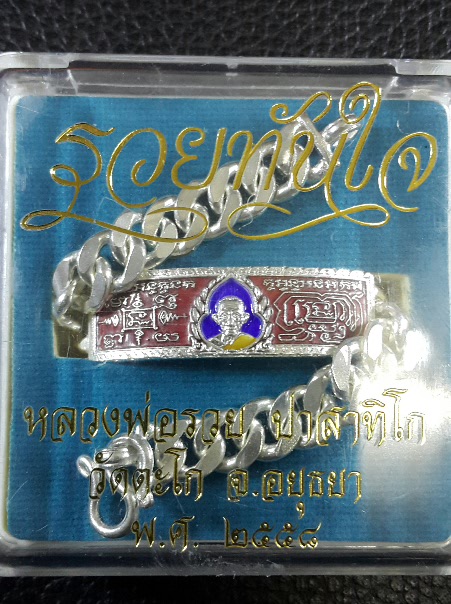 รวยทันใจ
หลวงพ่อรวย ปาสาทิโก
วัดตะโก จ.อยุธยา
พ.ศ. ๒๕๕๘